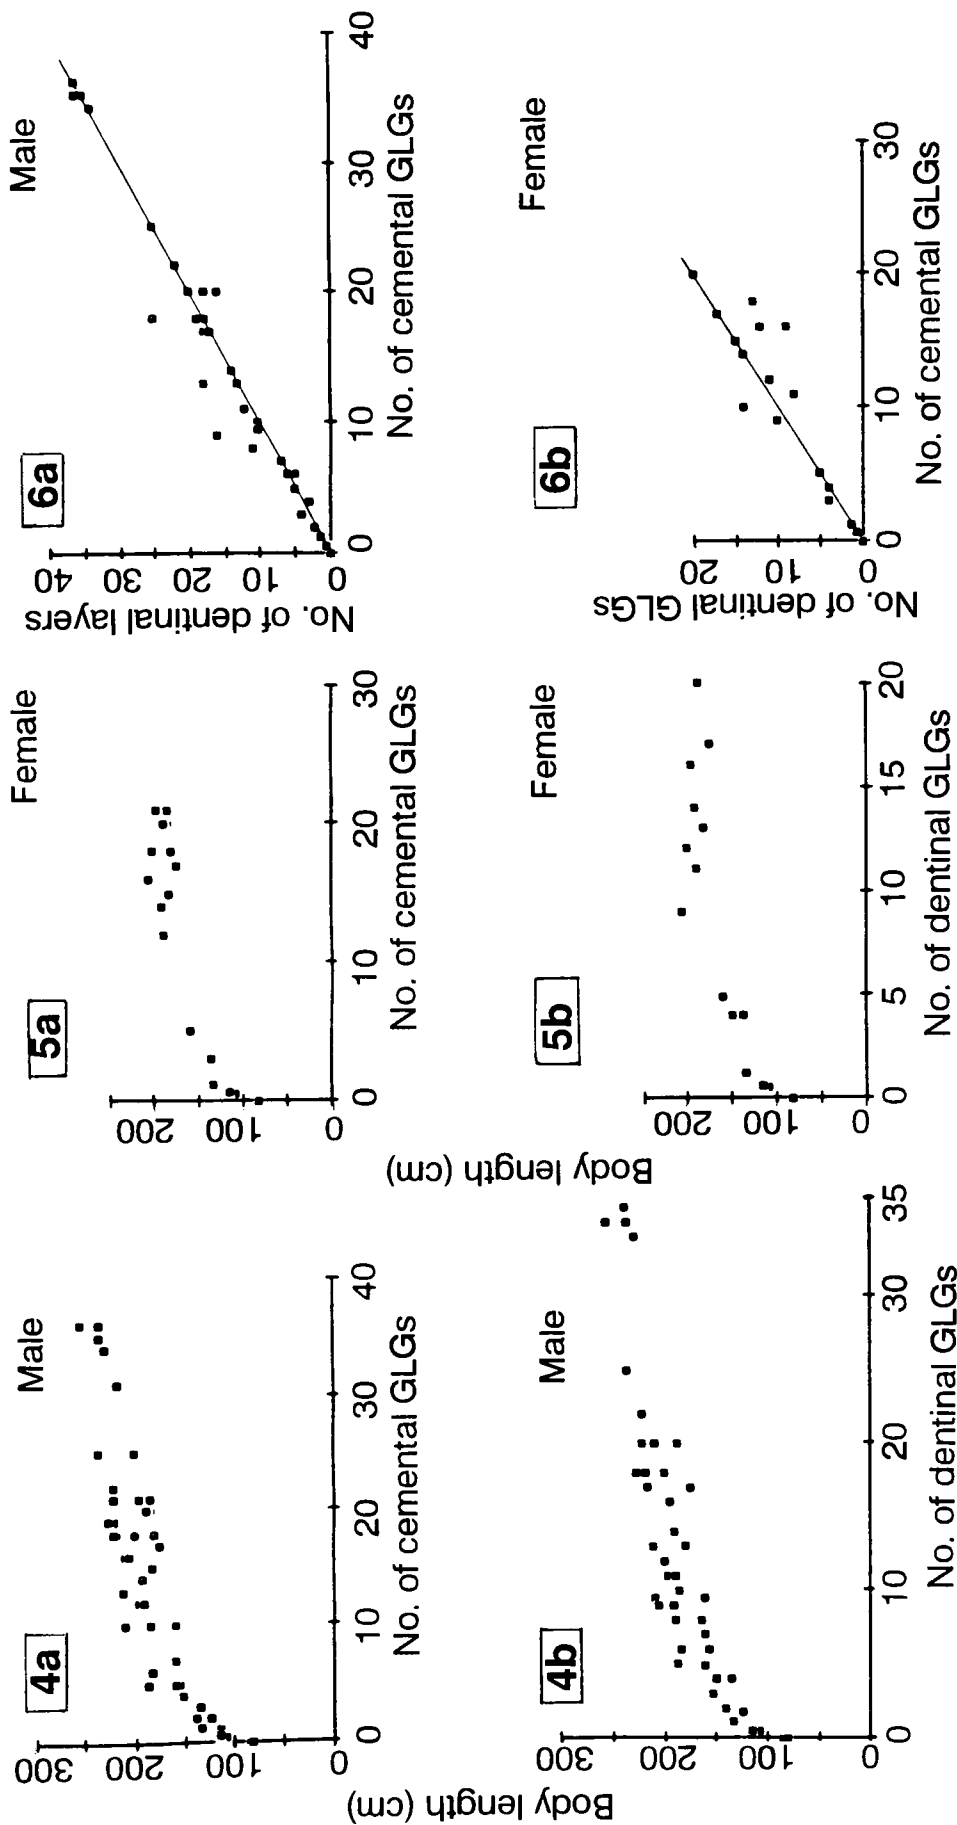 4a
Male
300
200
100
0
0
10
20
30
40
No. of cemental GLGs
Body length (cm)
4b
Male
300
200
100
0
0
10
20
30
35
No. of dentinal GLGs
5a
Female
200
100
0
0
10
20
30
No. of cemental GLGs
Body length (cm)
5b
Female
200
100
0
0
5
10
15
20
No. of dentinal GLGs
6a
Male
40
30
20
10
0
0
10
20
30
40
No. of cemental GLGs
No. of dentinal layers
6b
Female
20
10
0
0
10
20
30
No. of cemental GLGs
No. of dentinal GLGs